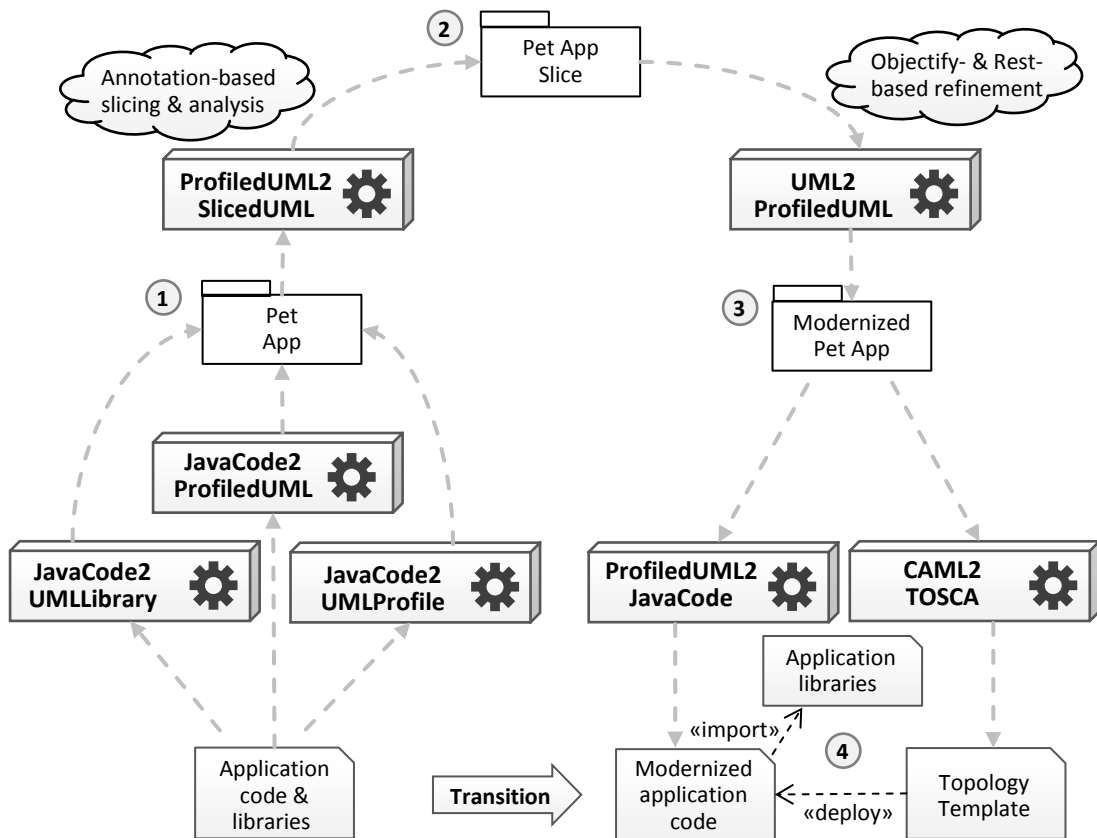 2
Pet App
Slice
Annotation-based
slicing & analysis
Objectify- & Rest-
based refinement
ProfiledUML2
SlicedUML
UML2
ProfiledUML
1
Pet
App
3
Modernized
Pet App
JavaCode2
ProfiledUML
JavaCode2
UMLLibrary
JavaCode2
UMLProfile
ProfiledUML2
JavaCode
CAML2
TOSCA
Application
libraries
«import»
4
Application
code &
libraries
Transition
Modernized
application
code
«deploy»
Topology
Template